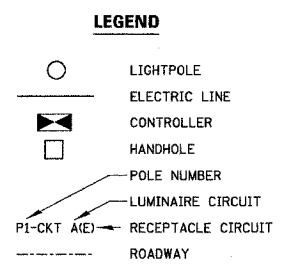 LEGEND
LIGHTPOLE
ELECTRIC LINE
CONTROLLER
HANDHOLE
POLE NUMBER
LUMINAIRE CIRCUIT
P1-CKT A(E) RECEPTACLE CIRCUIT
ROADWAY